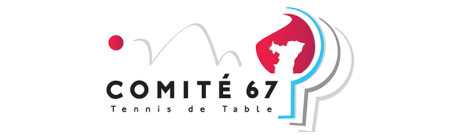 COMITÉ 67
Tennis de Table